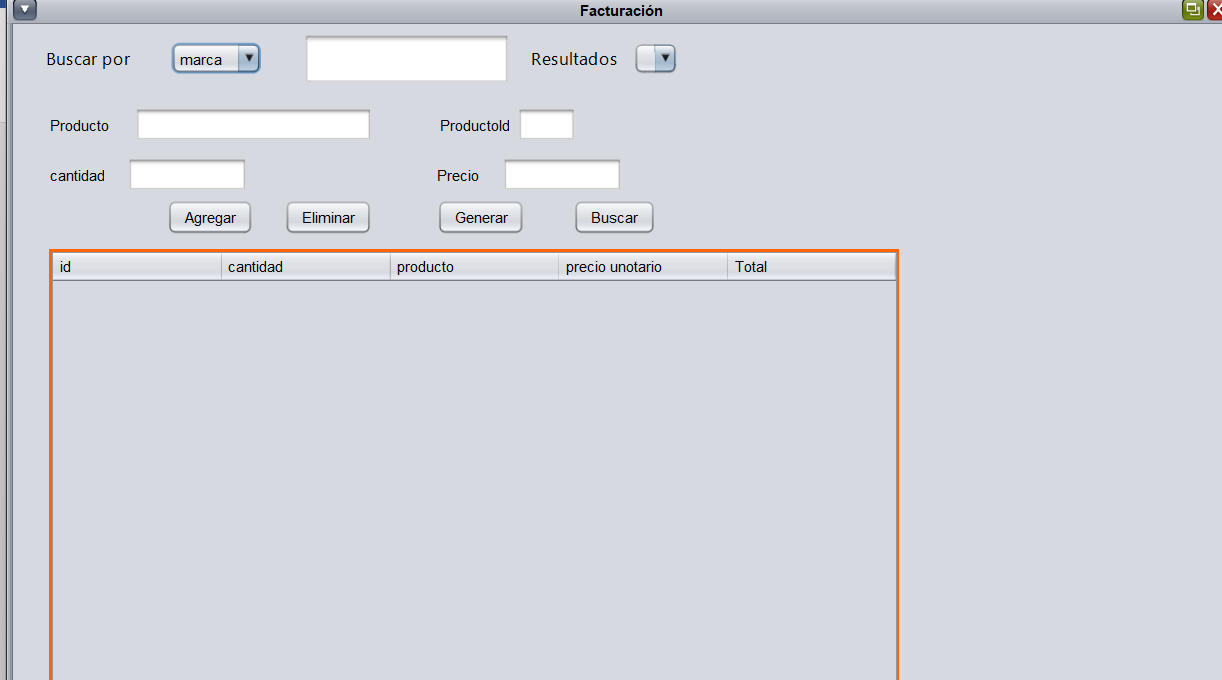 Facturación
Buscar por marca Resultados
Producto ProductoId
cantidad Precio
Agregar Eliminar Generar Buscar
id cantidad producto precio unotario Total